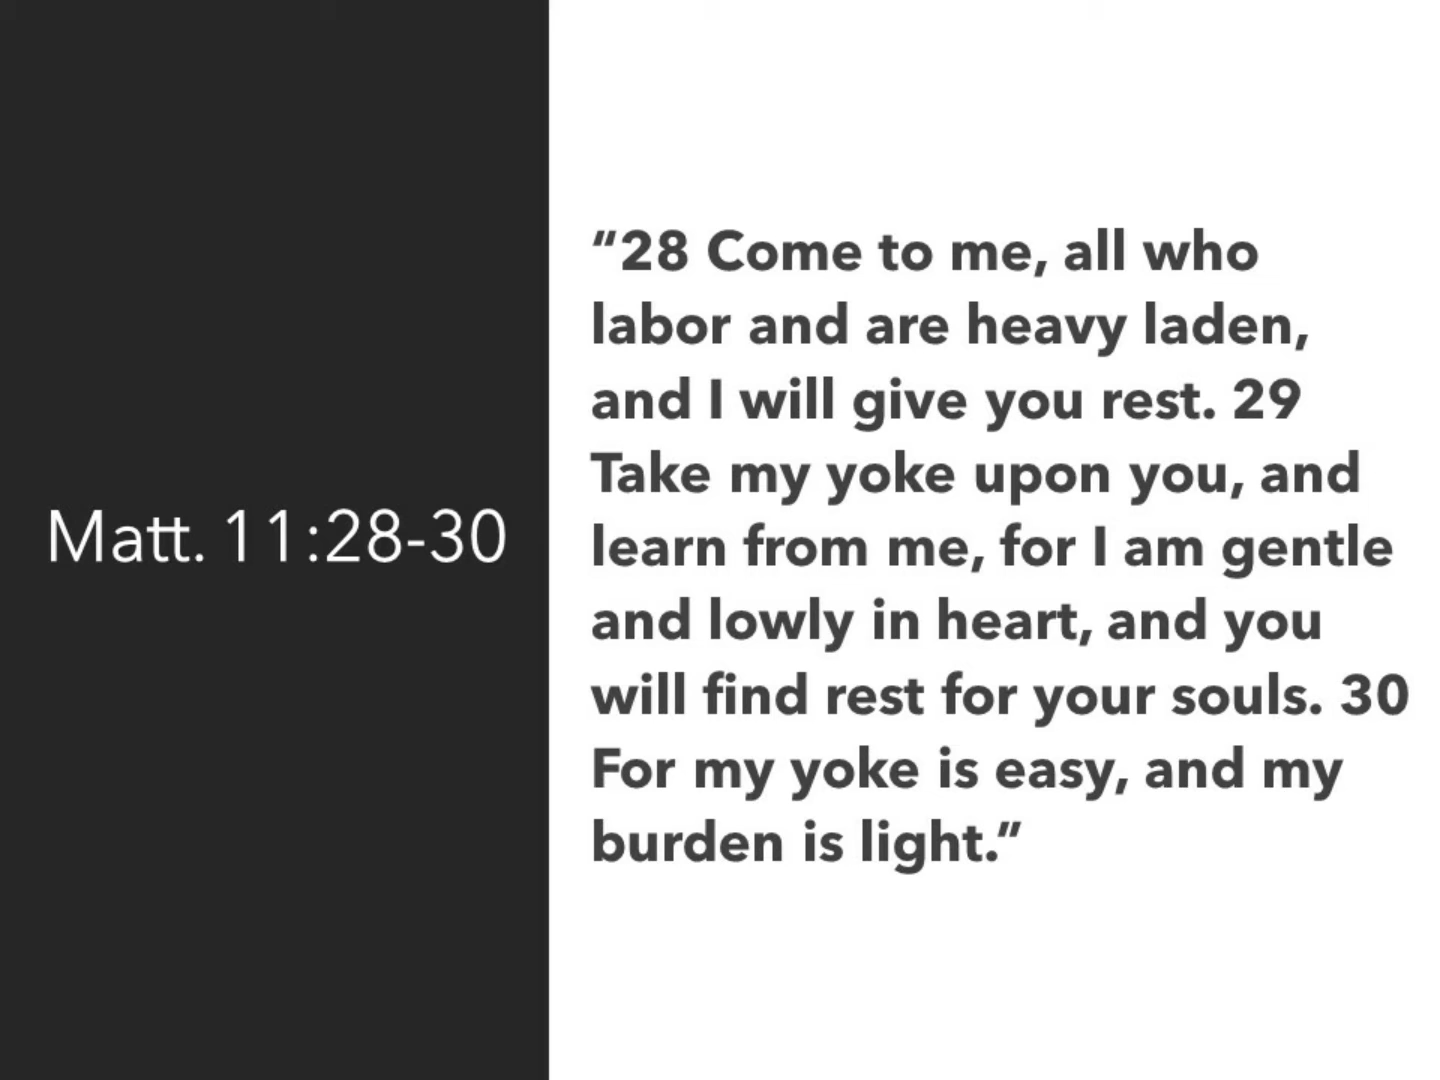 Matt. 11:28-30
“28 Come to me, all who
labor and are heavy laden,
and I will give you rest. 29
Take my yoke upon you, and
learn from me, for I am gentle
and lowly in heart, and you
will find rest for your souls. 30
For my yoke is easy, and my
burden is light.”